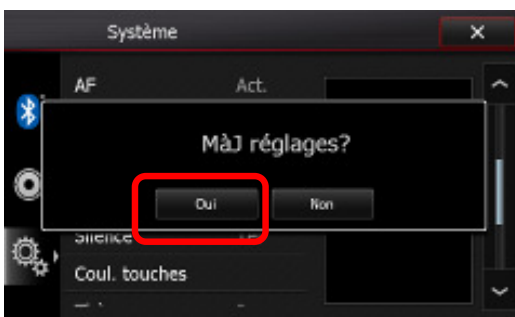 Système
AF Act.
MàJ réglages?
Oui Non
Silence
Coul. touches